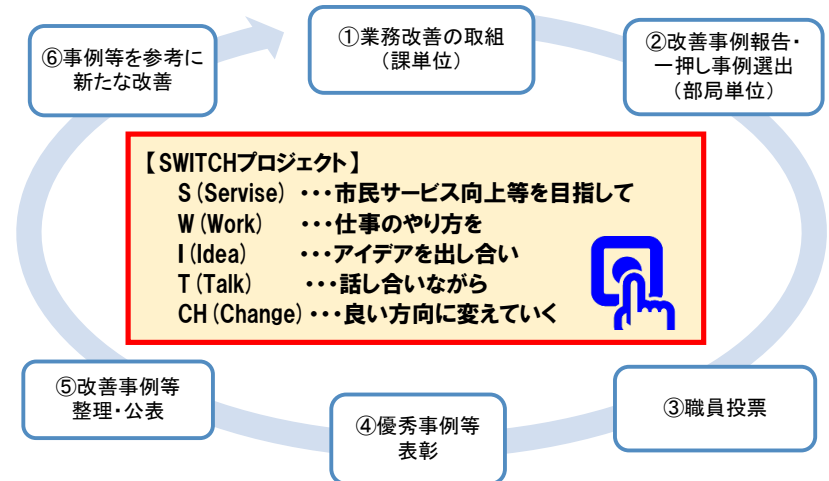 ①業務改善の取組
（課単位）
②改善事例報告・
一押し事例選出
（部局単位）
③職員投票
④優秀事例等
表彰
⑤改善事例等
整理・公表
⑥事例等を参考に
新たな改善
【SWITCHプロジェクト】
S（Servise）・・・市民サービス向上等を目指して
W（Work）・・・仕事のやり方を
I（Idea）・・・アイデアを出し合い
T（Talk）・・・話し合いながら
CH（Change）・・・良い方向に変えていく